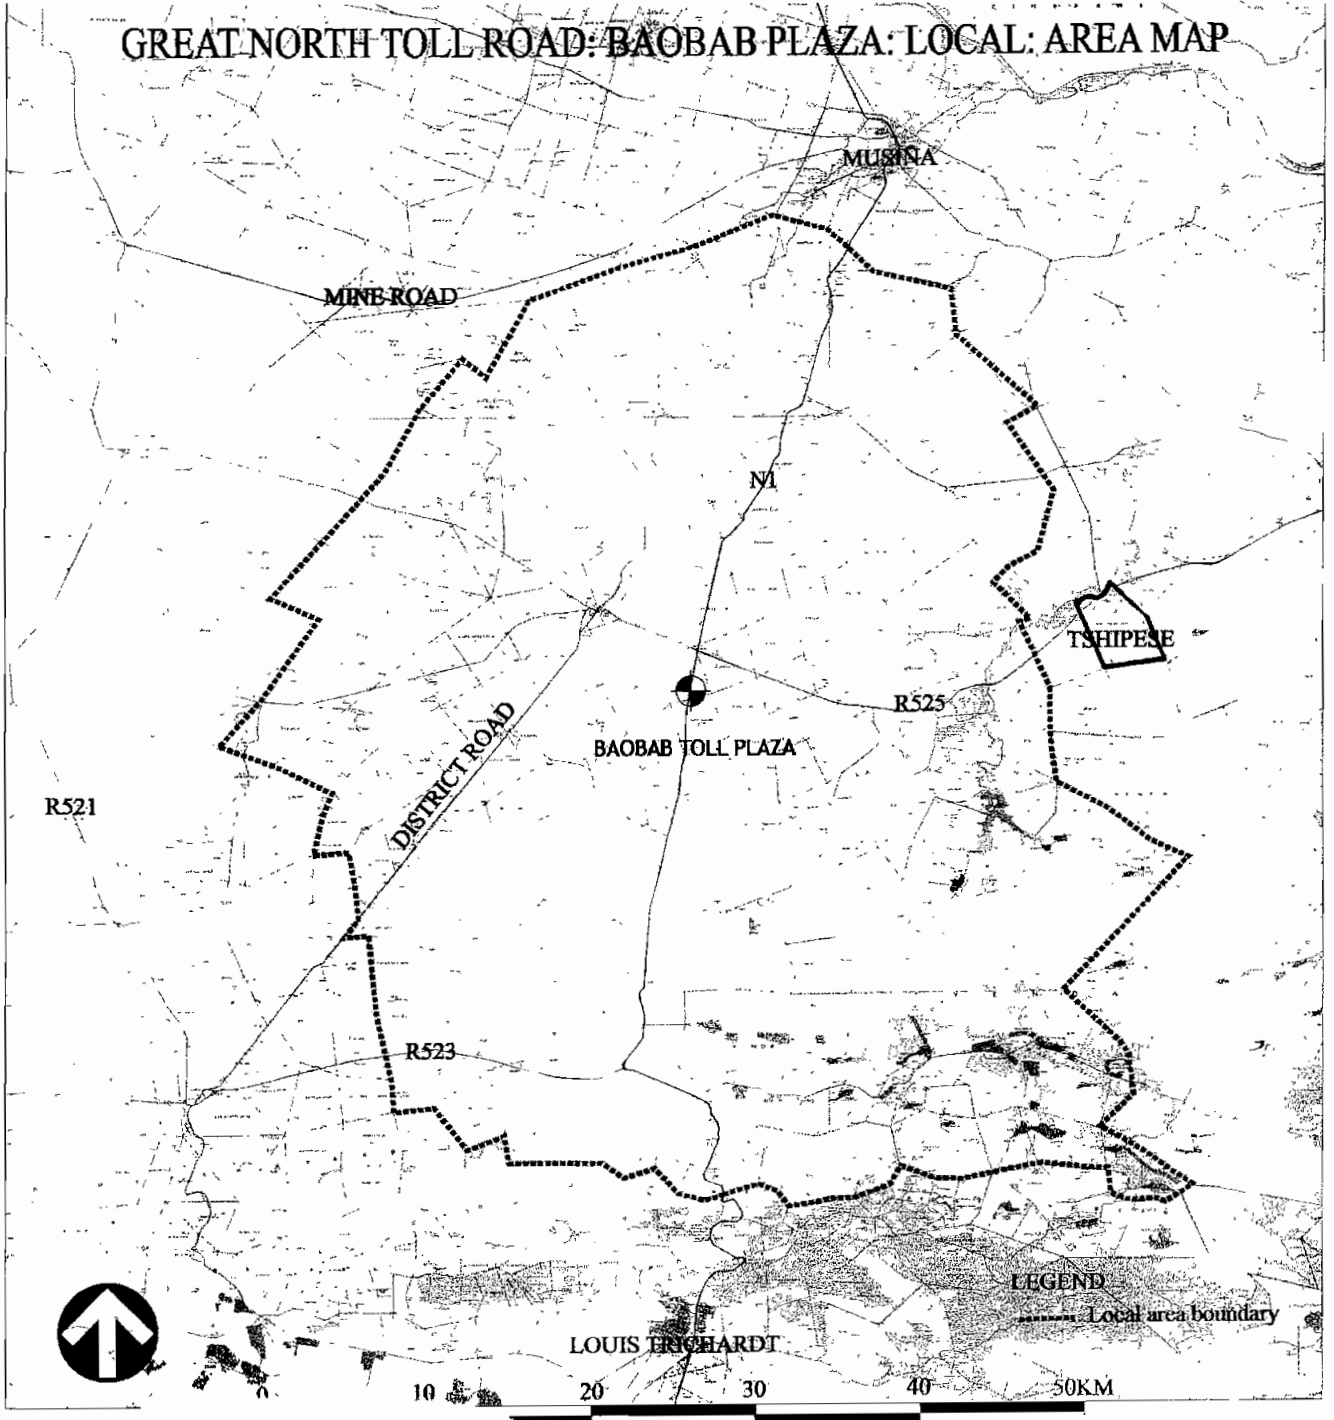 GREAT NORTH TOLL ROAD: BAOBAB PLAZA: LOCAL: AREA MAP
MUSINA
MINE ROAD
N1
TSHIPESE
R525
DISTRICT ROAD
BAOBAB TOLL PLAZA
R521
R523
LEGEND
Local area boundary
LOUIS TRICHARDT
0 10 20 30 40 50KM